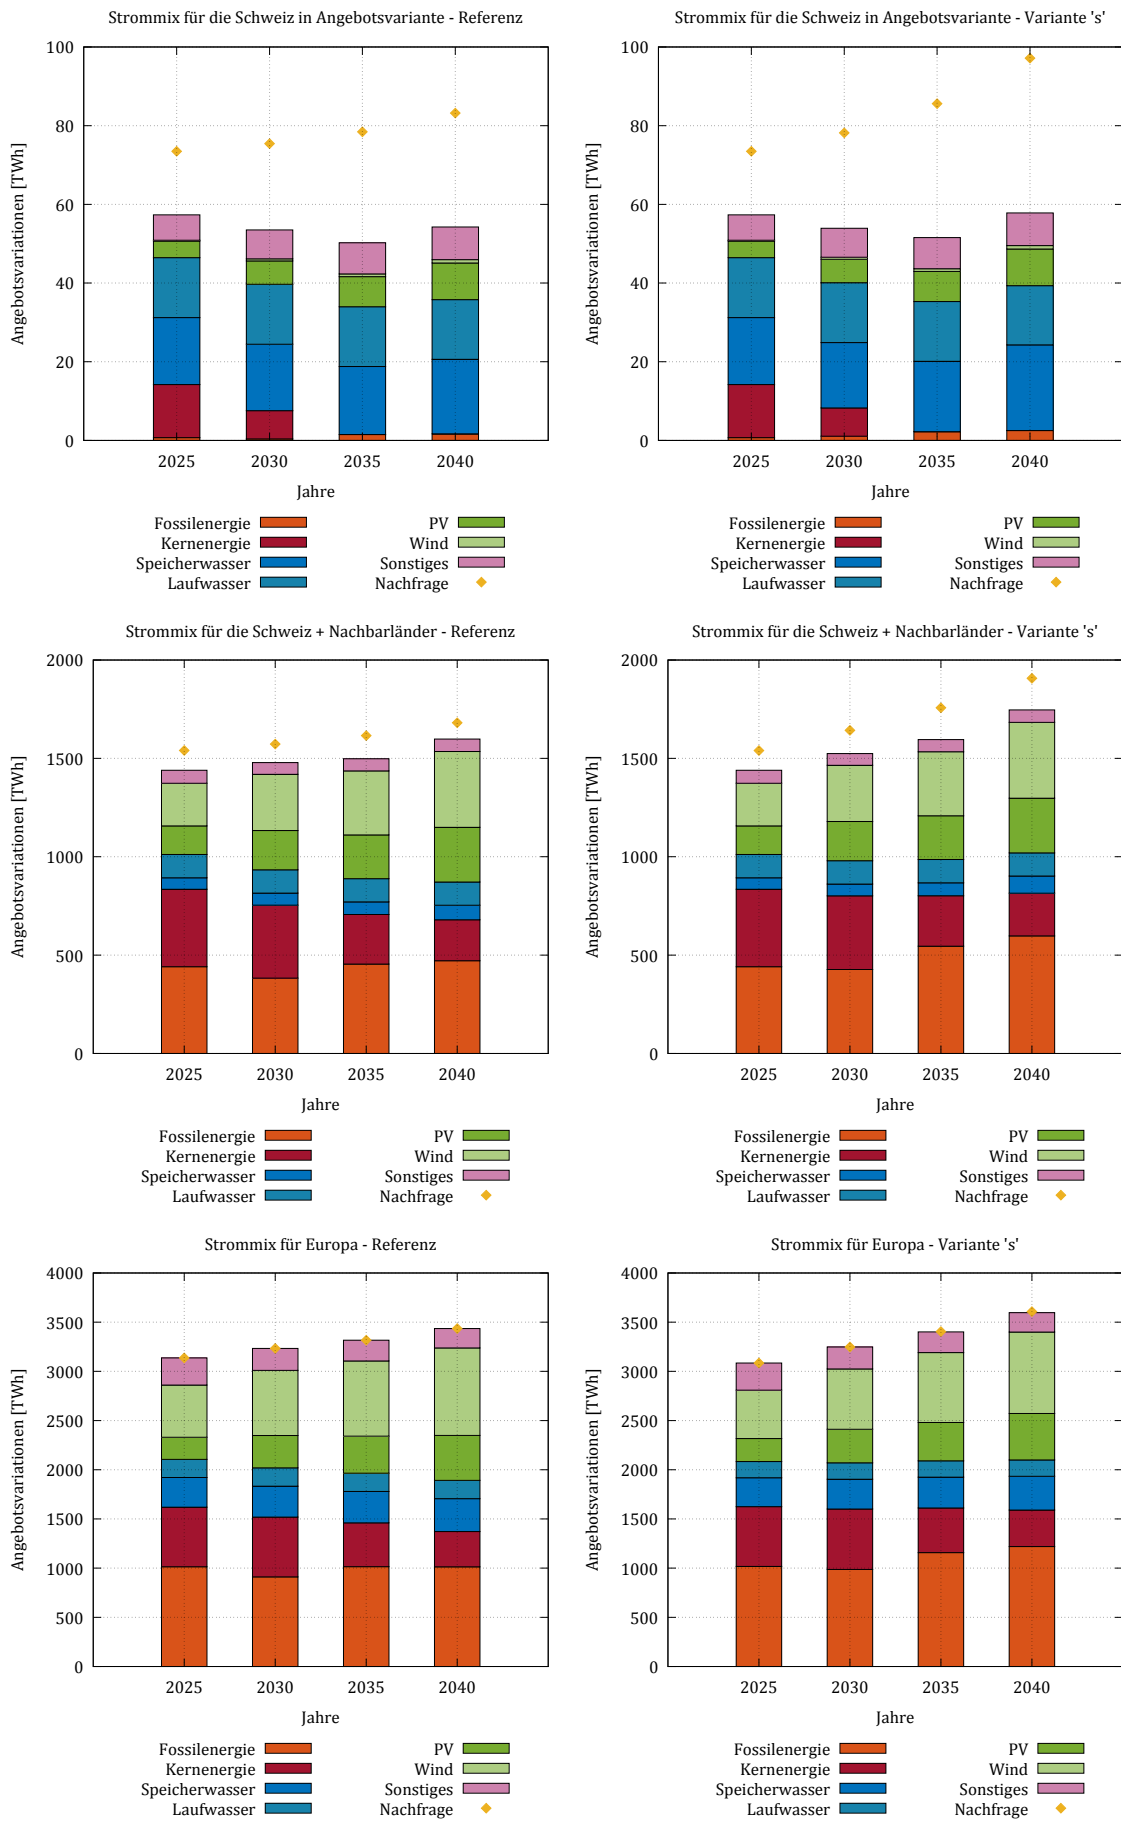 Strommix für die Schweiz in Angebotsvariante - Referenz
Angebotsvariationen [TWh]
100
80
60
40
20
0
2025 2030 2035 2040
Jahre
Fossilenergie PV
Kernenergie Wind
Speicherwasser Sonstiges
Laufwasser Nachfrage
Strommix für die Schweiz in Angebotsvariante - Variante 's'
Angebotsvariationen [TWh]
100
80
60
40
20
0
2025 2030 2035 2040
Jahre
Fossilenergie PV
Kernenergie Wind
Speicherwasser Sonstiges
Laufwasser Nachfrage
Strommix für die Schweiz + Nachbarländer - Referenz
Angebotsvariationen [TWh]
2000
1500
1000
500
0
2025 2030 2035 2040
Jahre
Fossilenergie PV
Kernenergie Wind
Speicherwasser Sonstiges
Laufwasser Nachfrage
Strommix für die Schweiz + Nachbarländer - Variante 's'
Angebotsvariationen [TWh]
2000
1500
1000
500
0
2025 2030 2035 2040
Jahre
Fossilenergie PV
Kernenergie Wind
Speicherwasser Sonstiges
Laufwasser Nachfrage
Strommix für Europa - Referenz
Angebotsvariationen [TWh]
4000
3500
3000
2500
2000
1500
1000
500
0
2025 2030 2035 2040
Jahre
Fossilenergie PV
Kernenergie Wind
Speicherwasser Sonstiges
Laufwasser Nachfrage
Strommix für Europa - Variante 's'
Angebotsvariationen [TWh]
4000
3500
3000
2500
2000
1500
1000
500
0
2025 2030 2035 2040
Jahre
Fossilenergie PV
Kernenergie Wind
Speicherwasser Sonstiges
Laufwasser Nachfrage